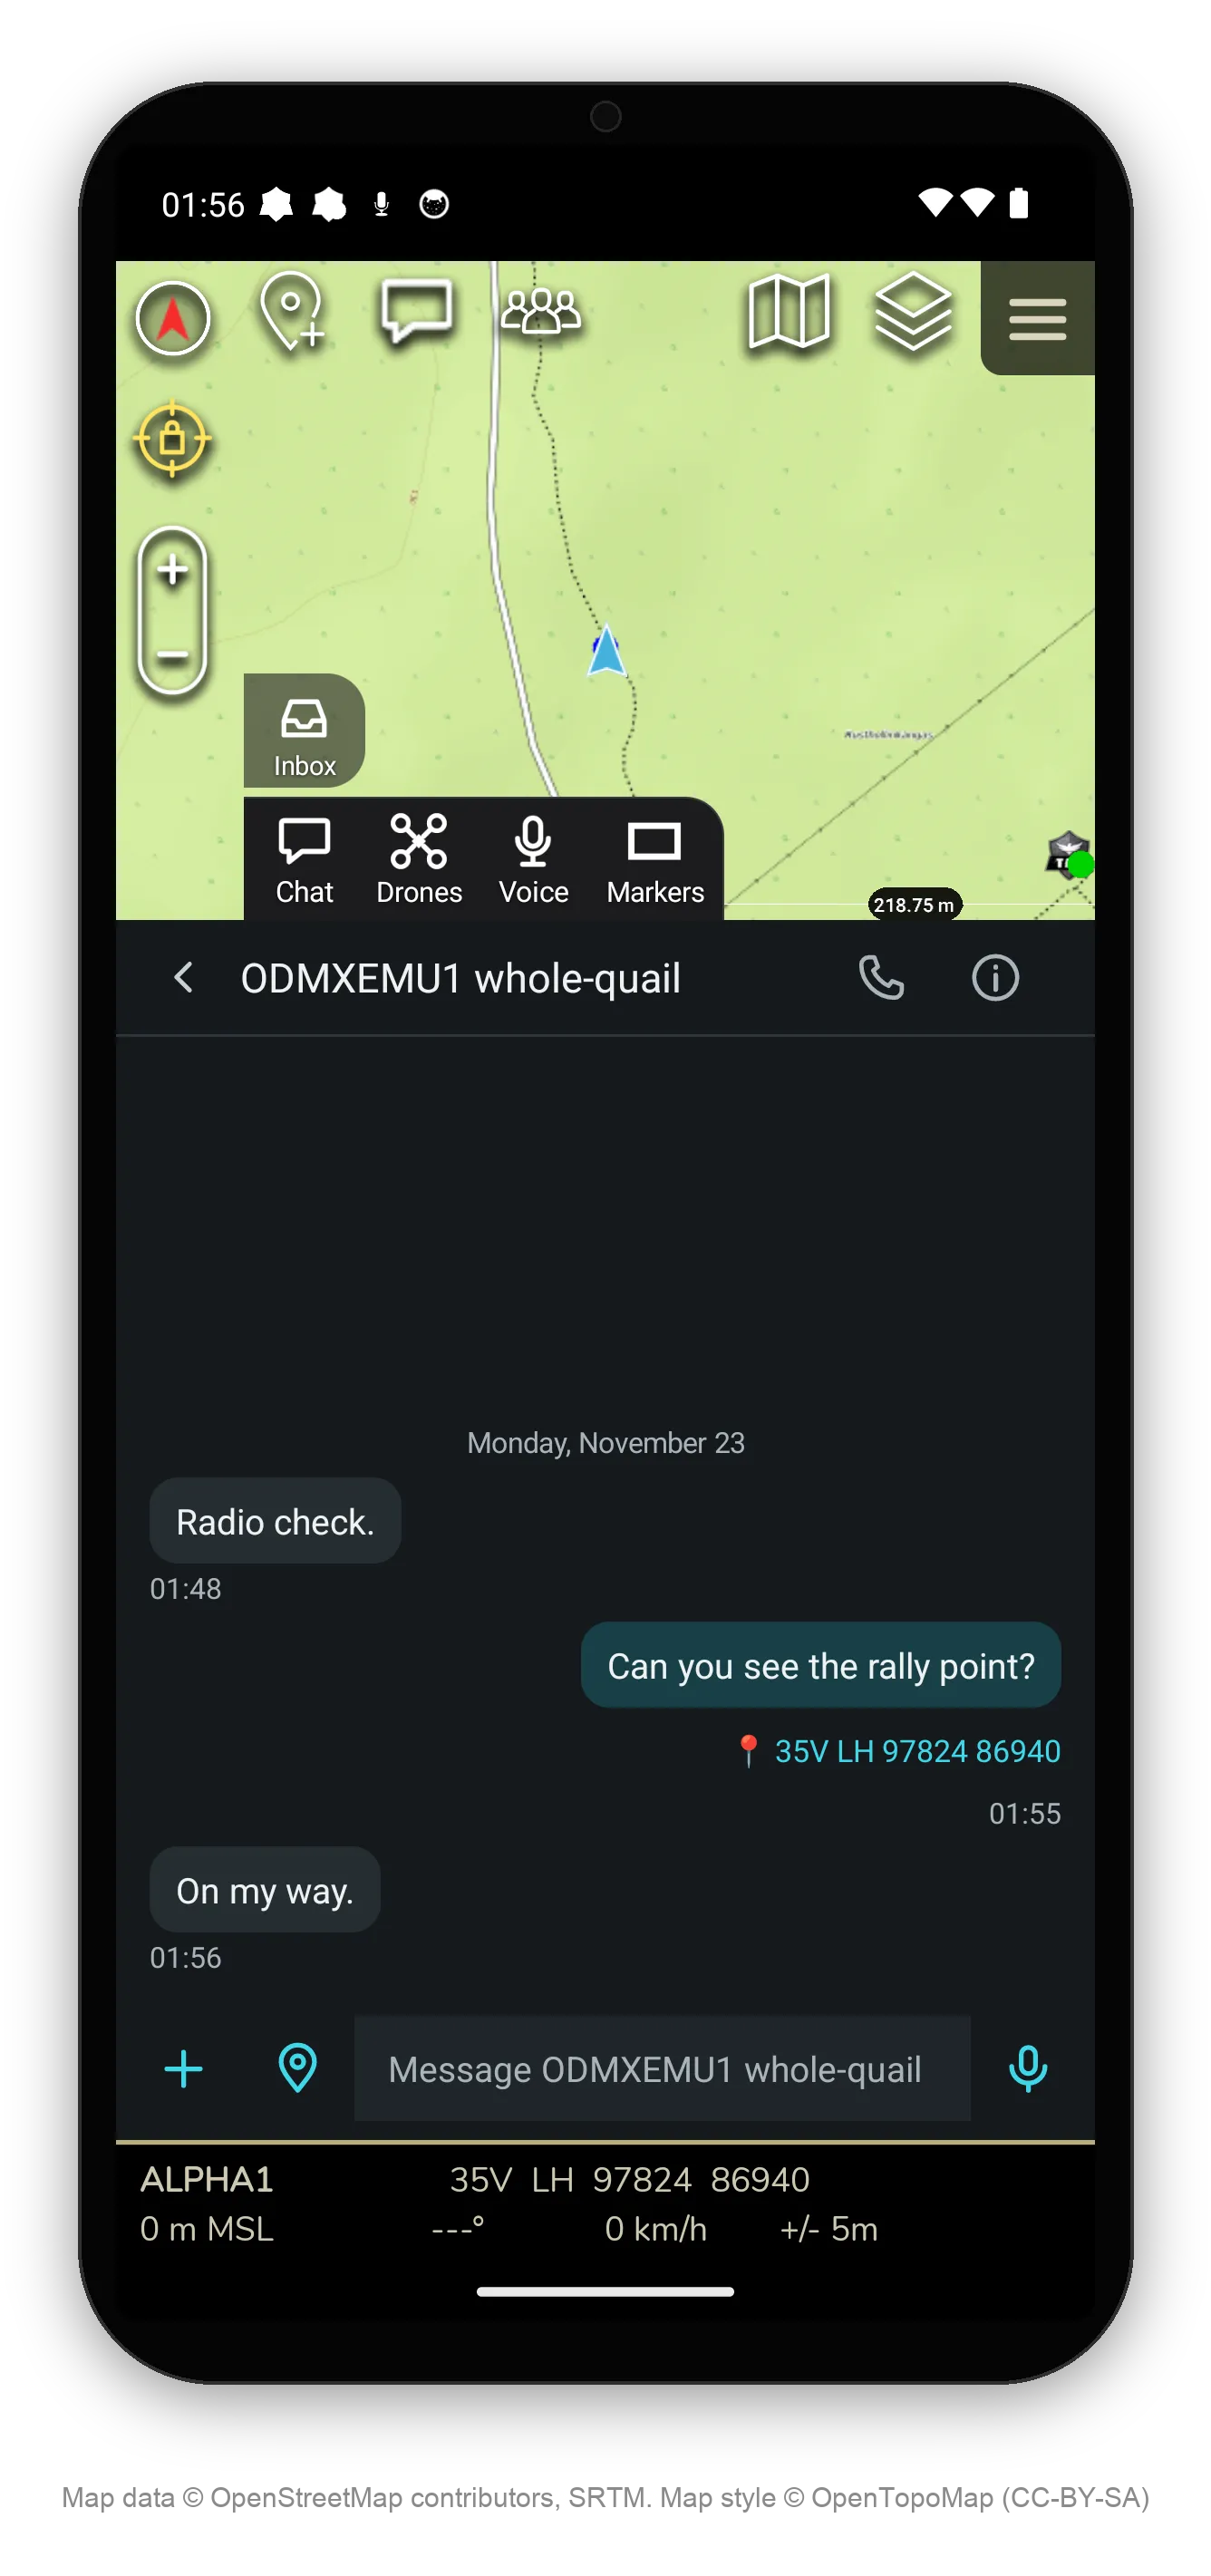 01:56
Inbox
Chat
Drones
Voice
Markers
218.75 m
ODMXEMU1 whole-quail
Monday, November 23
Radio check.
01:48
Can you see the rally point?
📍 35V LH 97824 86940
01:55
On my way.
01:56
Message ODMXEMU1 whole-quail
ALPHA1 35V LH 97824 86940
0 m MSL ---° 0 km/h +/- 5m
Map data © OpenStreetMap contributors, SRTM. Map style © OpenTopoMap (CC-BY-SA)